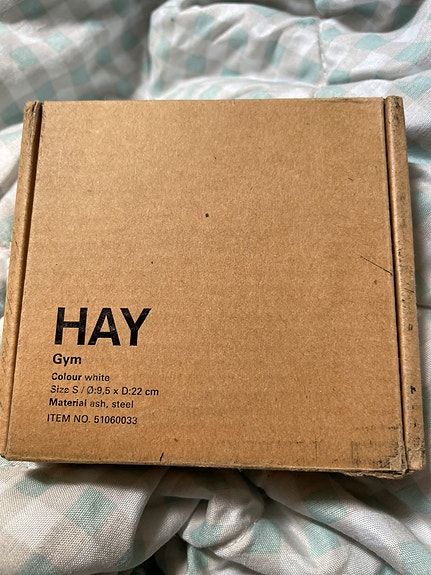 HAY
Gym
Colour white
Size S / Ø:9,5 x D:22 cm
Material ash, steel
ITEM NO. 51060033